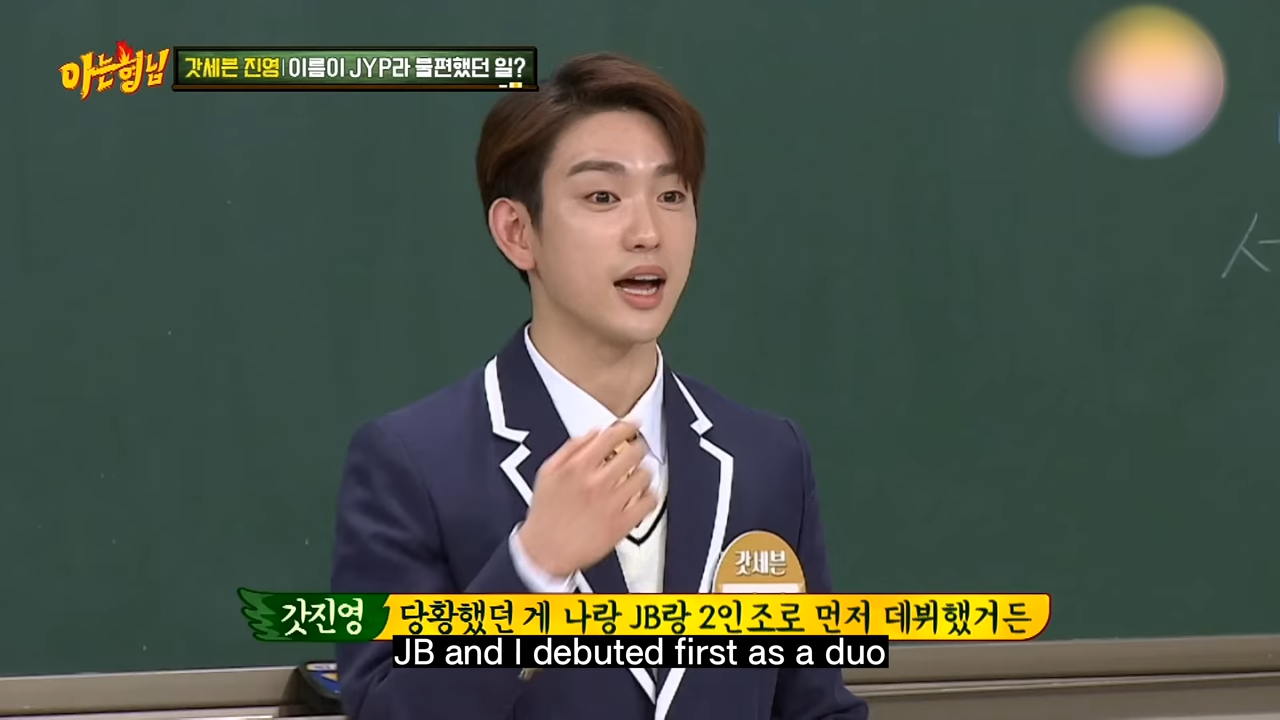 아는형님
갓세븐 진영 | 이름이 JYP라 불편했던 일?
서
갓세븐
갓진영
당황했던 게 나랑 JB랑 2인조로 먼저 데뷔했거든
JB and I debuted first as a duo